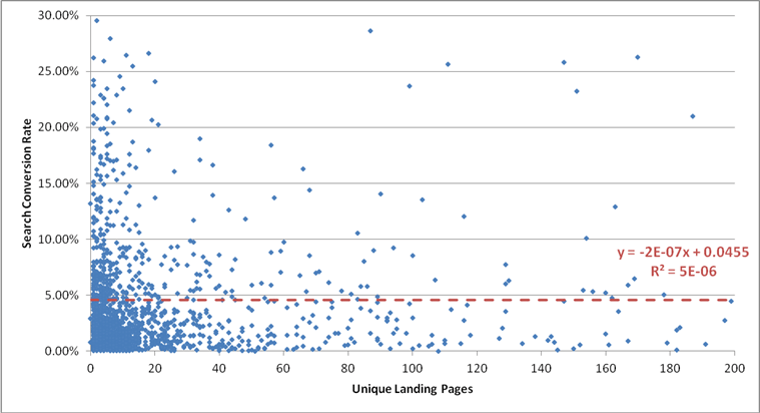 30.00%
25.00%
20.00%
15.00%
10.00%
5.00%
0.00%
Search Conversion Rate
y = -2E-07x + 0.0455
R² = 5E-06
0 20 40 60 80 100 120 140 160 180 200
Unique Landing Pages